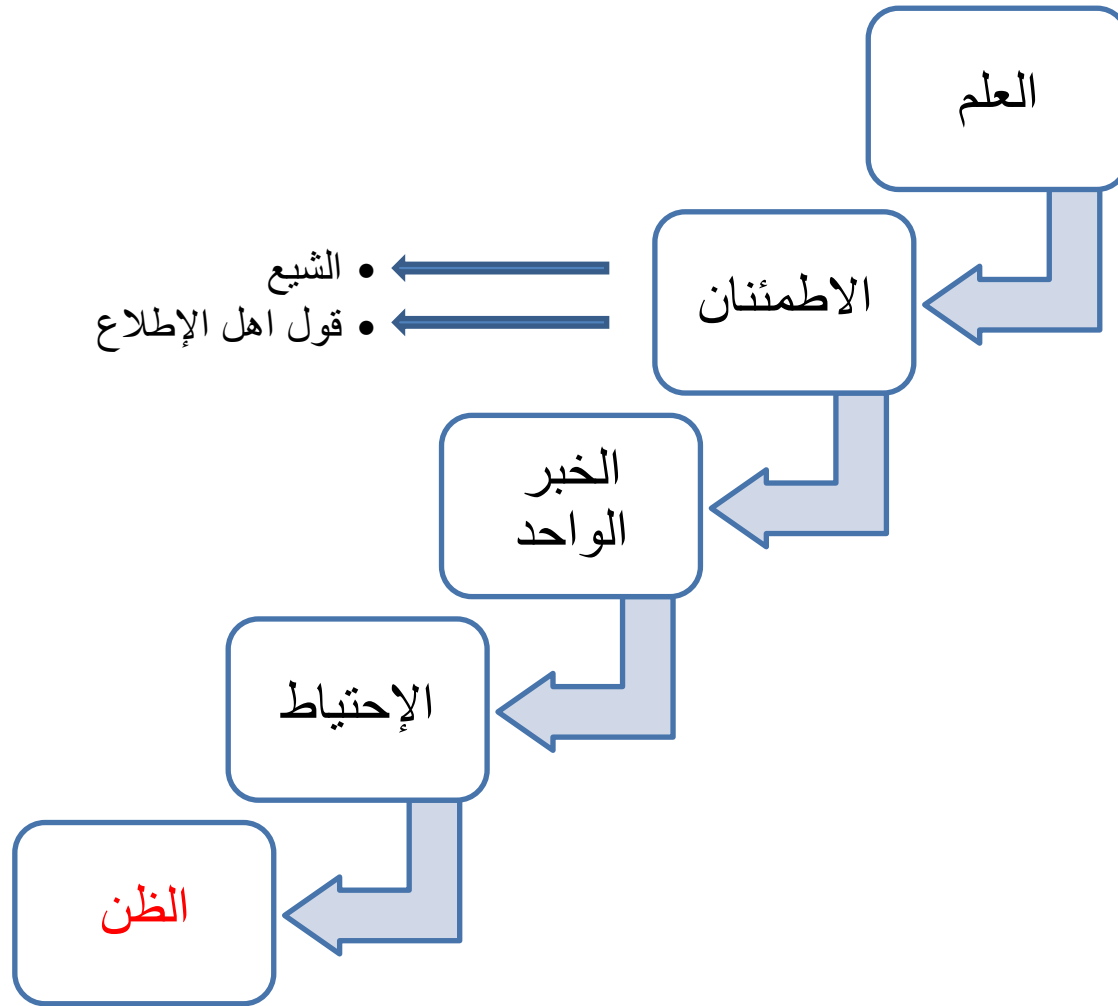 العلم
الاطمئنان
• الشيع
• قول اهل الإطلاع
الخبر
الواحد
الإحتياط
الظن